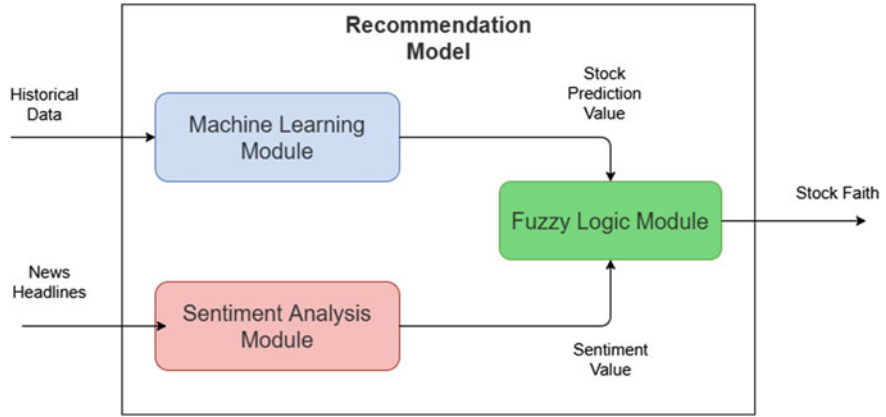 Recommendation
Model
Historical
Data
Machine Learning
Module
Stock
Prediction
Value
Fuzzy Logic Module
Stock Faith
News
Headlines
Sentiment Analysis
Module
Sentiment
Value